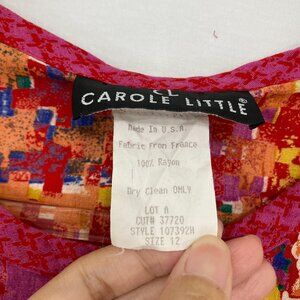 CL
CAROLE LITTLE®
Made In U.S.A.
Fabric From France
100% Rayon
Dry Clean ONLY
LOT A
CUT# 37720
STYLE 107392H
SIZE 12